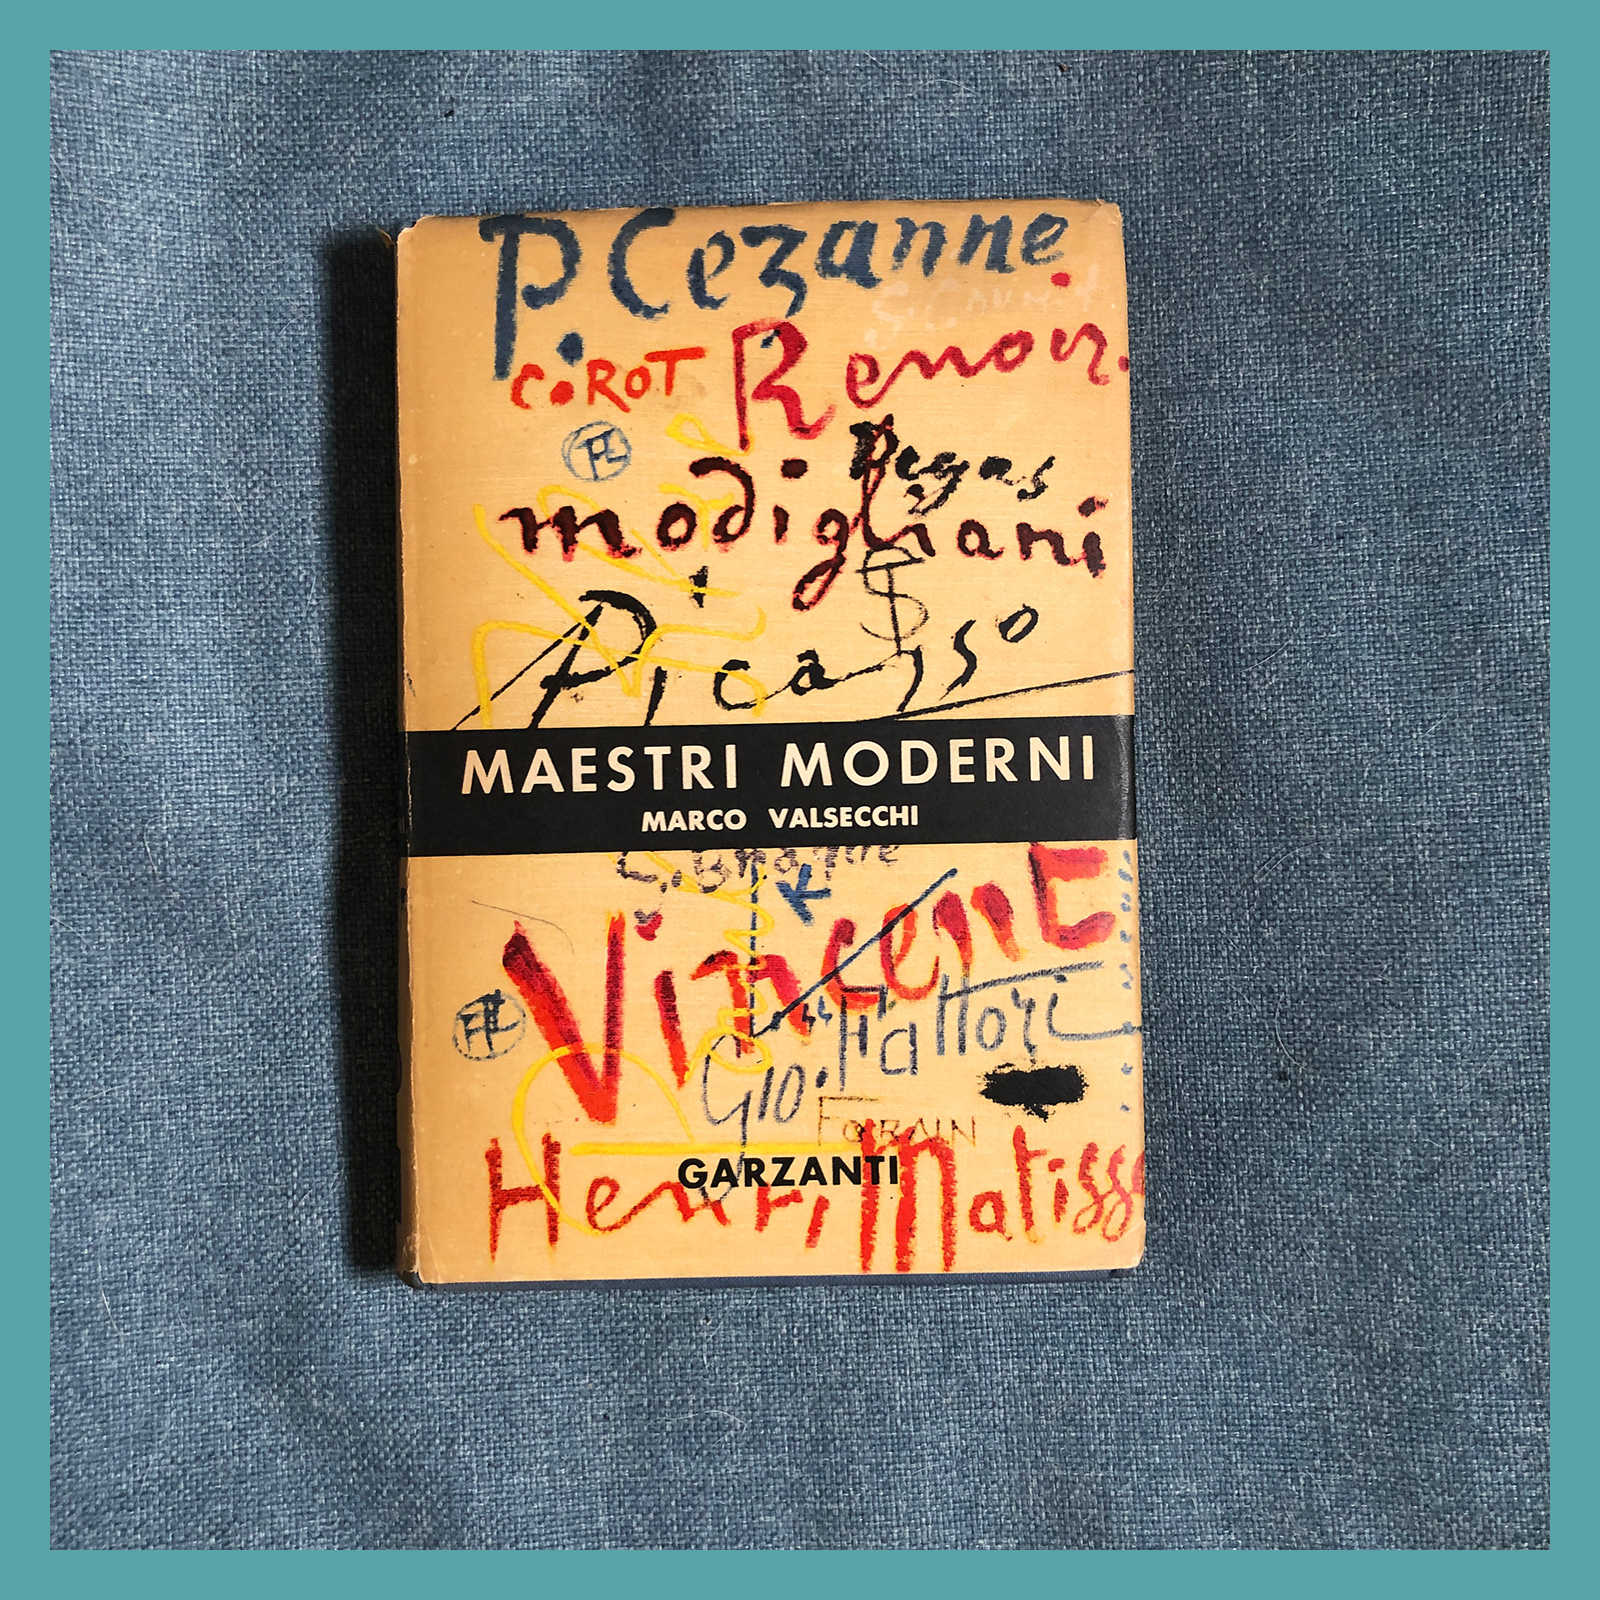 P. Cezanne
COROT
Renoir.
Degas
modigliani
Picasso
MAESTRI MODERNI
MARCO VALSECCHI
K
VincenT
Gio. Fattori
FORAIN
GARZANTI
Henri, Matisse